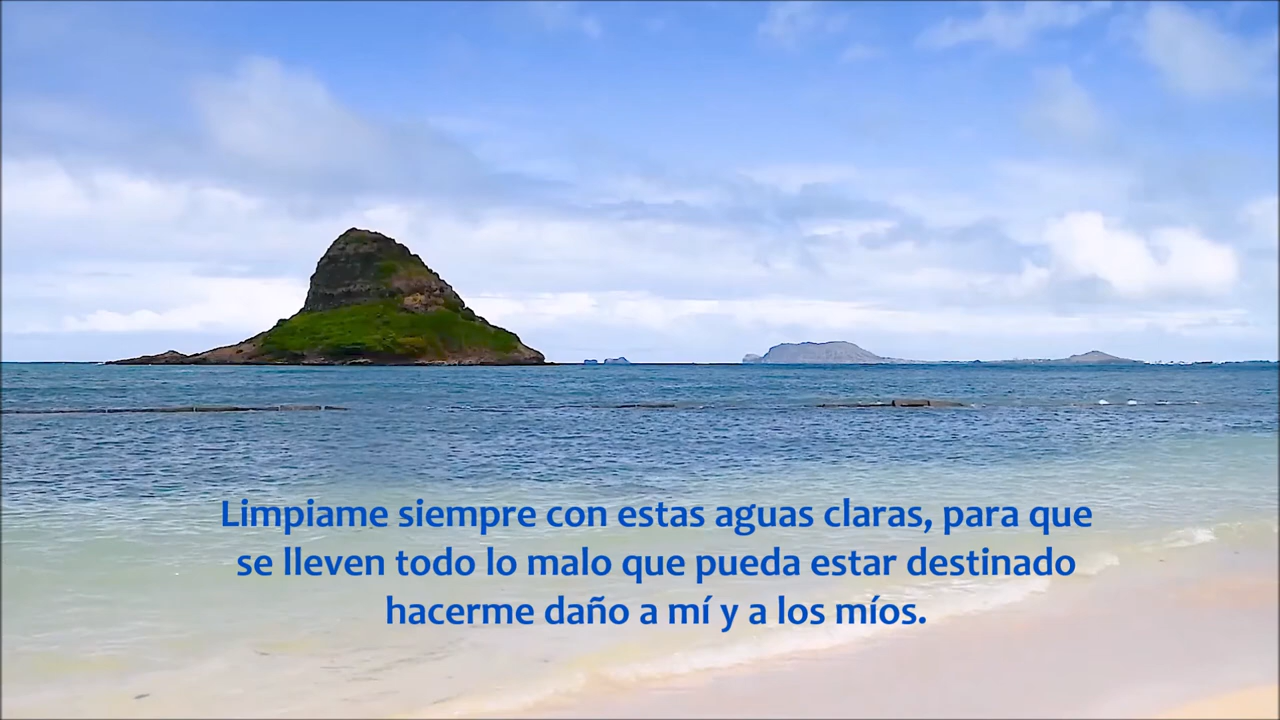 Limpiame siempre con estas aguas claras, para que
se lleven todo lo malo que pueda estar destinado
hacerme daño a mí y a los míos.